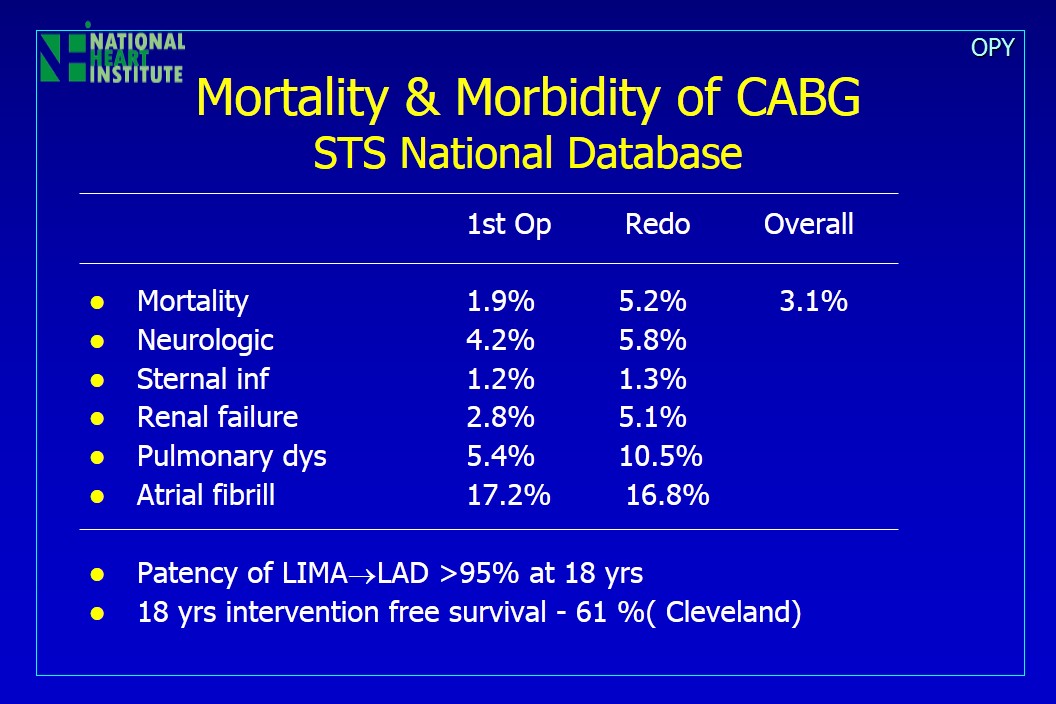 NATIONAL
HEART
INSTITUTE
OPY
Mortality & Morbidity of CABG
STS National Database
1st Op Redo Overall
Mortality 1.9% 5.2% 3.1%
Neurologic 4.2% 5.8%
Sternal inf 1.2% 1.3%
Renal failure 2.8% 5.1%
Pulmonary dys 5.4% 10.5%
Atrial fibrill 17.2% 16.8%
Patency of LIMA→LAD >95% at 18 yrs
18 yrs intervention free survival - 61 %( Cleveland)